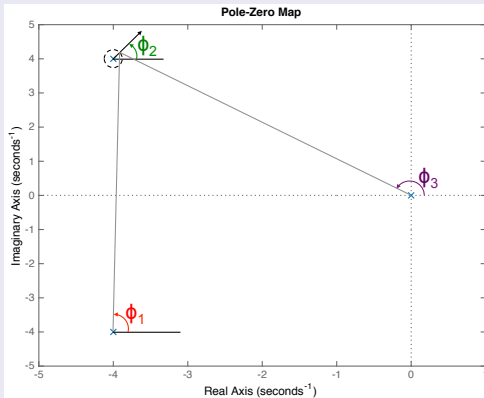 Pole-Zero Map
Imaginary Axis (seconds⁻¹)
5
4
3
2
1
0
-1
-2
-3
-4
-5
ϕ₂
ϕ₃
ϕ₁
-5
-4
-3
-2
-1
0
Real Axis (seconds⁻¹)